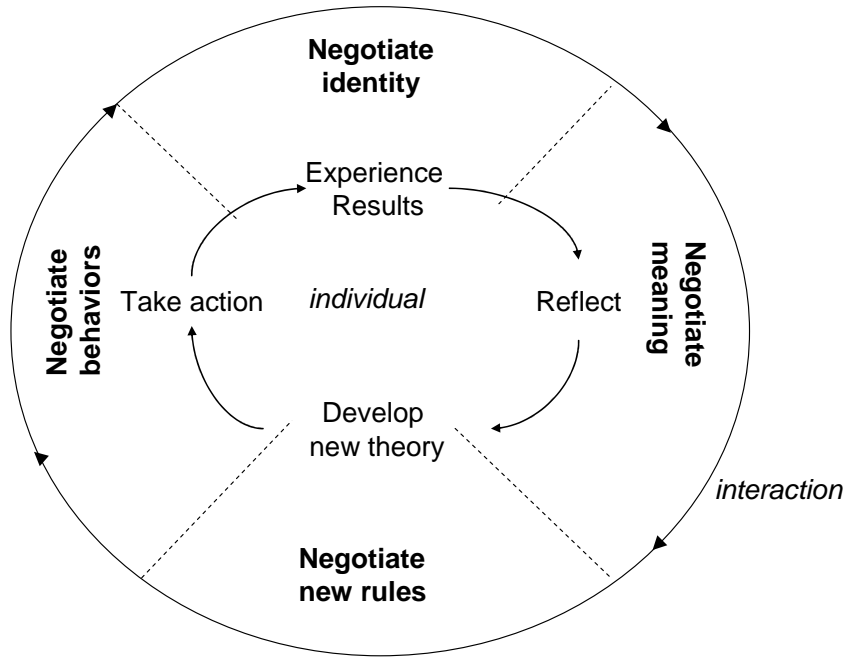 Negotiate
identity
Experience
Results
Negotiate
behaviors
Take action
individual
Reflect
Negotiate
meaning
Develop
new theory
interaction
Negotiate
new rules